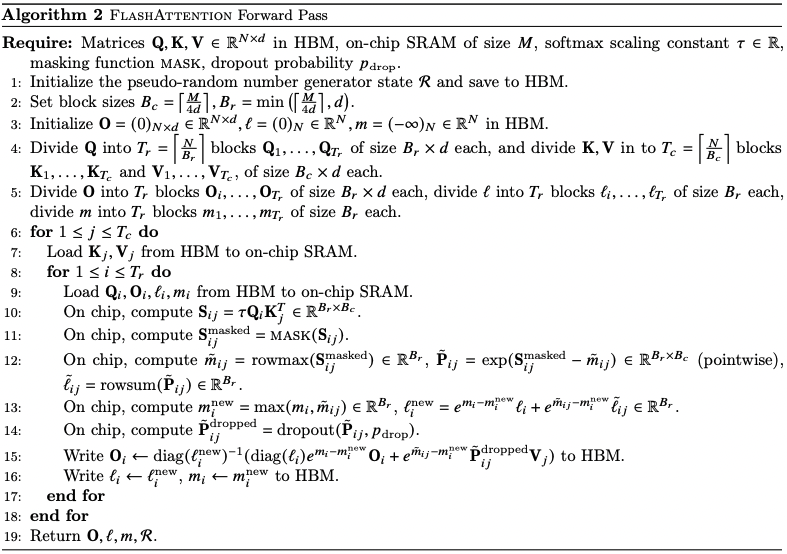 Algorithm 2 FLASHATTENTION Forward Pass
Require: Matrices Q, K, V ∈ ℝ^{N×d} in HBM, on-chip SRAM of size M, softmax scaling constant τ ∈ ℝ,
masking function MASK, dropout probability p_drop.
1: Initialize the pseudo-random number generator state R and save to HBM.
2: Set block sizes B_c = ⌈M/4d⌉, B_r = min (⌈M/4d⌉, d).
3: Initialize O = (0)_{N×d} ∈ ℝ^{N×d}, ℓ = (0)_N ∈ ℝ^N, m = (−∞)_N ∈ ℝ^N in HBM.
4: Divide Q into T_r = ⌈N/B_r⌉ blocks Q_1, . . . , Q_{T_r} of size B_r × d each, and divide K, V in to T_c = ⌈N/B_c⌉ blocks
K_1, . . . , K_{T_c} and V_1, . . . , V_{T_c}, of size B_c × d each.
5: Divide O into T_r blocks O_i, . . . , O_{T_r} of size B_r × d each, divide ℓ into T_r blocks ℓ_i, . . . , ℓ_{T_r} of size B_r each,
divide m into T_r blocks m_1, . . . , m_{T_r} of size B_r each.
6: for 1 ≤ j ≤ T_c do
7: Load K_j, V_j from HBM to on-chip SRAM.
8: for 1 ≤ i ≤ T_r do
9: Load Q_i, O_i, ℓ_i, m_i from HBM to on-chip SRAM.
10: On chip, compute S_{ij} = τQ_iK_j^T ∈ ℝ^{B_r×B_c}.
11: On chip, compute S_{ij}^{masked} = MASK(S_{ij}).
12: On chip, compute m̃_{ij} = rowmax(S_{ij}^{masked}) ∈ ℝ^{B_r}, P̃_{ij} = exp(S_{ij}^{masked} − m̃_{ij}) ∈ ℝ^{B_r×B_c} (pointwise),
ℓ̃_{ij} = rowsum(P̃_{ij}) ∈ ℝ^{B_r}.
13: On chip, compute m_i^{new} = max(m_i, m̃_{ij}) ∈ ℝ^{B_r}, ℓ_i^{new} = e^{m_i−m_i^{new}} ℓ_i + e^{m̃_{ij}−m_i^{new}} ℓ̃_{ij} ∈ ℝ^{B_r}.
14: On chip, compute P̃_{ij}^{dropped} = dropout(P̃_{ij}, p_drop).
15: Write O_i ← diag(ℓ_i^{new})^{−1}(diag(ℓ_i)e^{m_i−m_i^{new}} O_i + e^{m̃_{ij}−m_i^{new}} P̃_{ij}^{dropped} V_j) to HBM.
16: Write ℓ_i ← ℓ_i^{new}, m_i ← m_i^{new} to HBM.
17: end for
18: end for
19: Return O, ℓ, m, R.